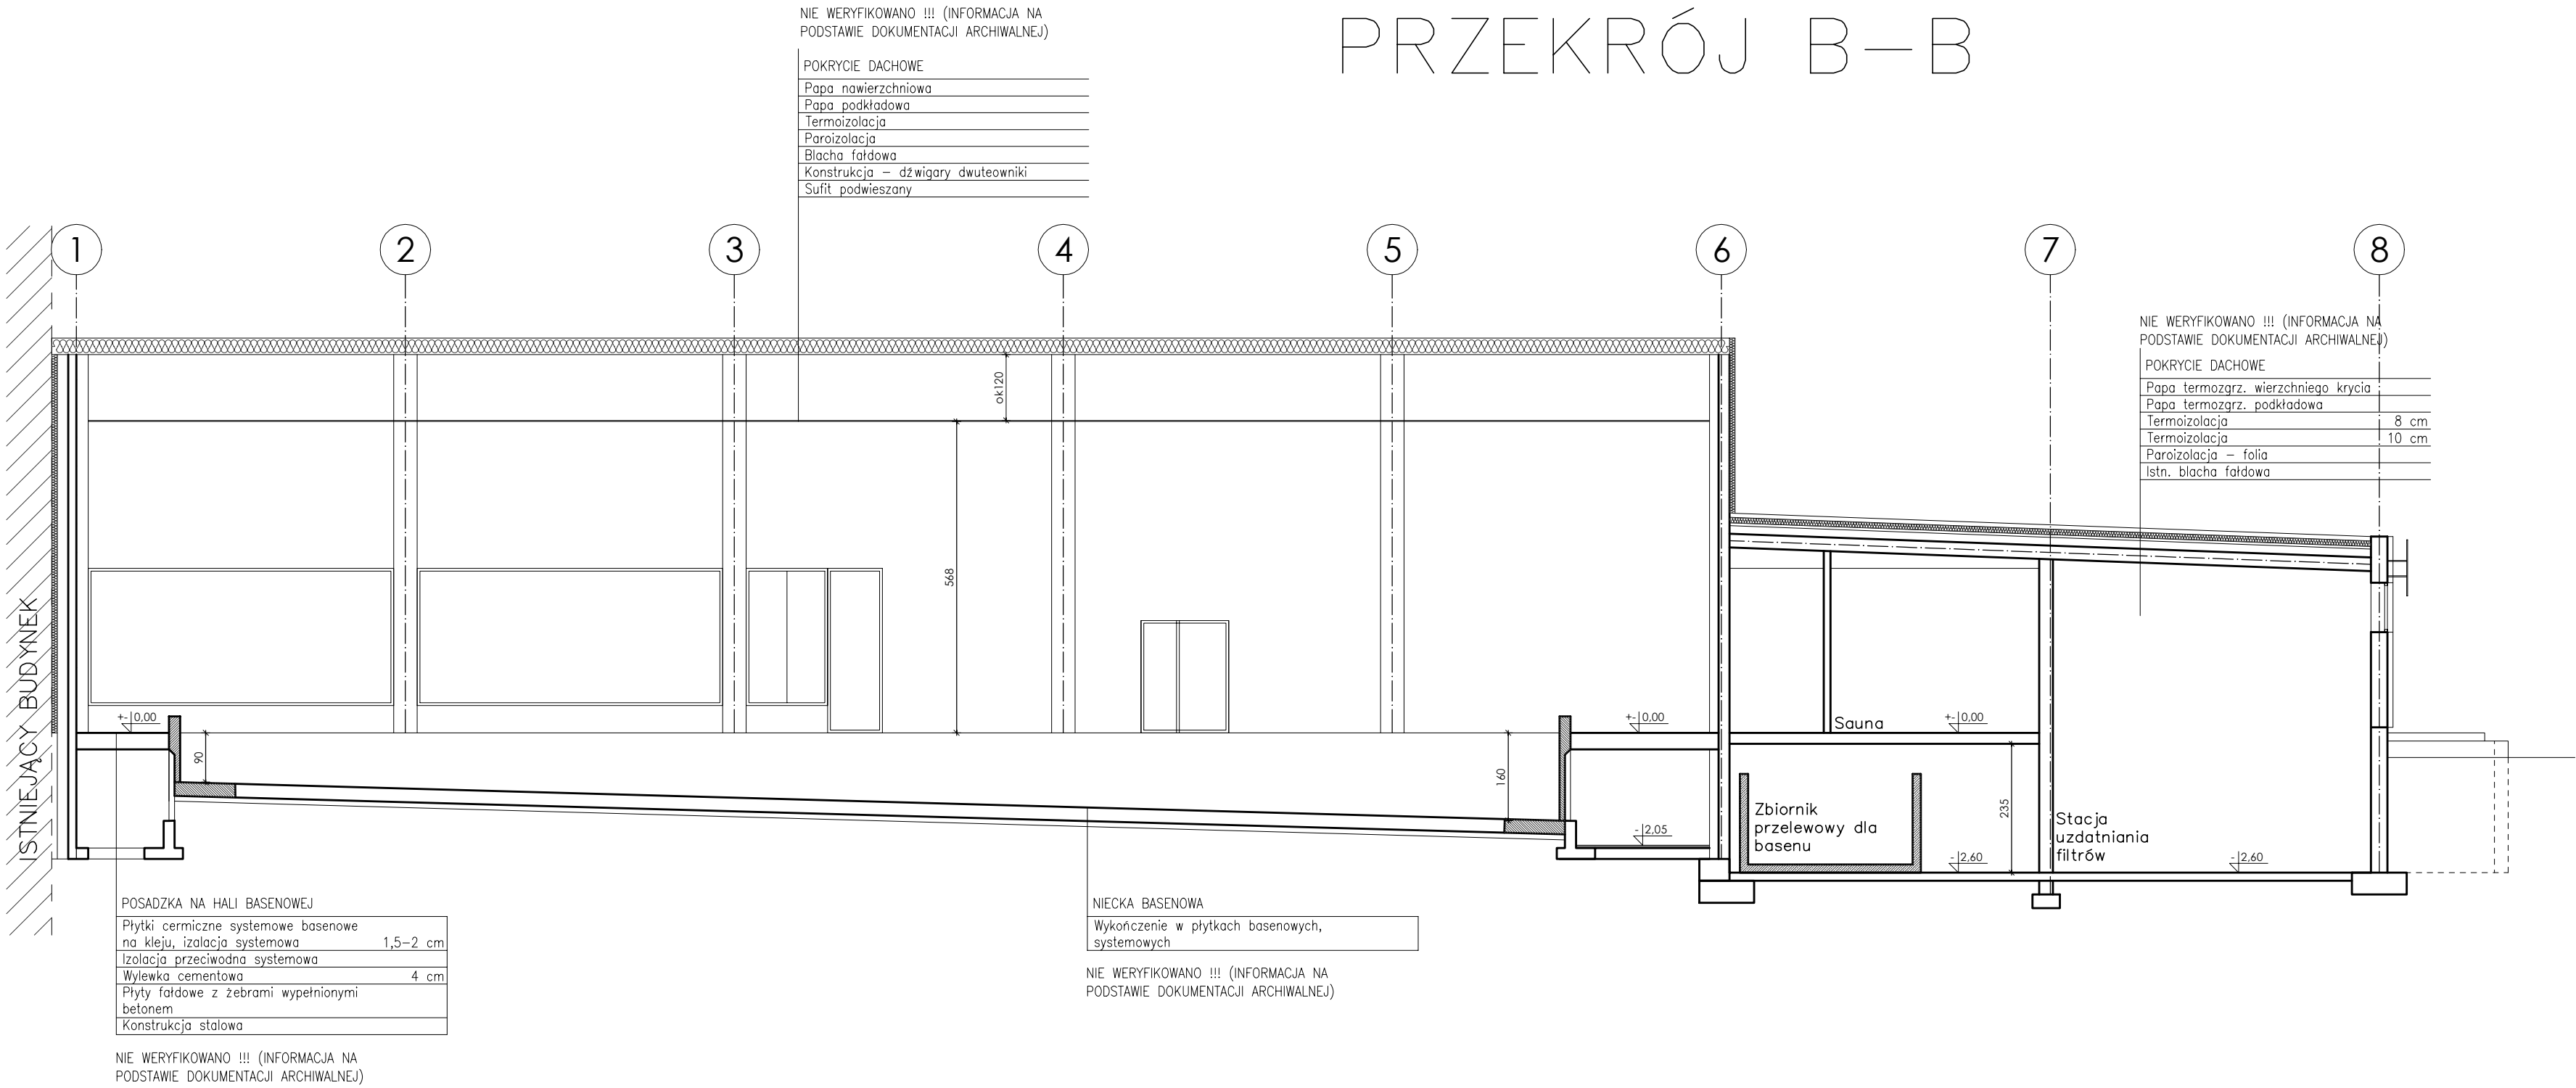 PRZEKRÓJ B-B
NIE WERYFIKOWANO !!! (INFORMACJA NA
PODSTAWIE DOKUMENTACJI ARCHIWALNEJ)
POKRYCIE DACHOWE
Papa nawierzchniowa
Papa podkładowa
Termoizolacja
Paroizolacja
Blacha fałdowa
Konstrukcja - dźwigary dwuteowniki
Sufit podwieszany
1
2
3
4
5
6
7
8
NIE WERYFIKOWANO !!! (INFORMACJA NA
PODSTAWIE DOKUMENTACJI ARCHIWALNEJ)
POKRYCIE DACHOWE
Papa termozgrz. wierzchniego krycia
Papa termozgrz. podkładowa
Termoizolacja 8 cm
Termoizolacja 10 cm
Paroizolacja - folia
Istn. blacha fałdowa
ok120
568
ISTNIEJĄCY BUDYNEK
+-0,00
90
160
+-0,00
Sauna
+-0,00
-2,05
Zbiornik
przelewowy dla
basenu
235
-2,60
Stacja
uzdatniania
filtrów
-2,60
POSADZKA NA HALI BASENOWEJ
Płytki cermiczne systemowe basenowe
na kleju, izalacja systemowa 1,5-2 cm
Izolacja przeciwodna systemowa
Wylewka cementowa 4 cm
Płyty fałdowe z żebrami wypełnionymi
betonem
Konstrukcja stalowa
NIE WERYFIKOWANO !!! (INFORMACJA NA
PODSTAWIE DOKUMENTACJI ARCHIWALNEJ)
NIECKA BASENOWA
Wykończenie w płytkach basenowych,
systemowych
NIE WERYFIKOWANO !!! (INFORMACJA NA
PODSTAWIE DOKUMENTACJI ARCHIWALNEJ)